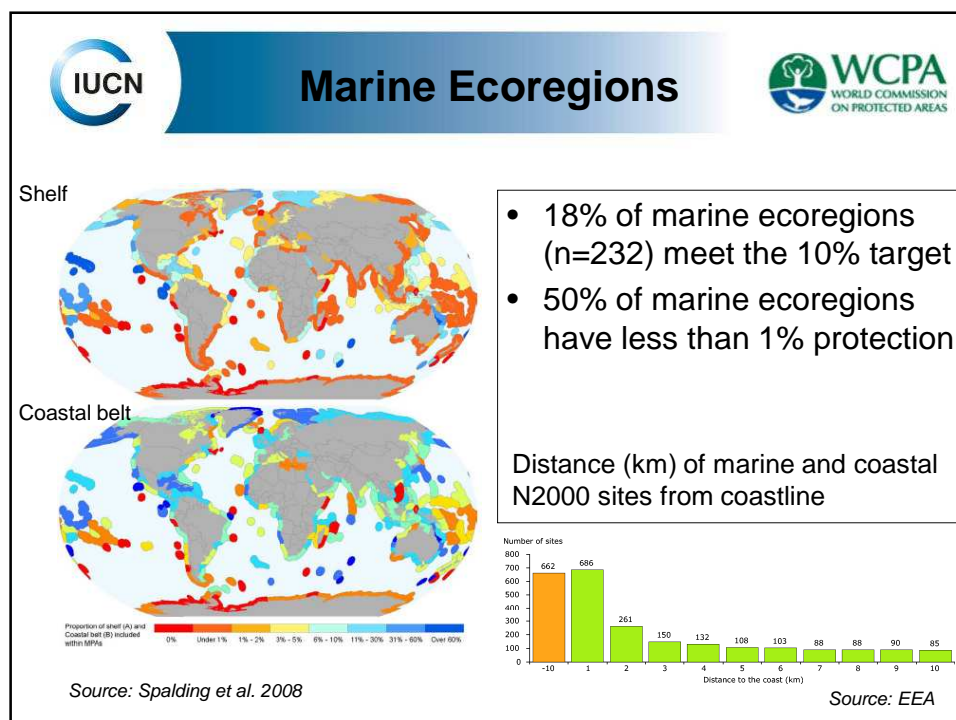 IUCN
Marine Ecoregions
WCPA
WORLD COMMISSION
ON PROTECTED AREAS
Shelf
Coastal belt
Proportion of shelf (A) and
Coastal belt (B) included
within MPAs
0% Under 1% 1% - 2% 3% - 5% 6% - 10% 11% - 30% 31% - 60% Over 60%
Source: Spalding et al. 2008
• 18% of marine ecoregions
(n=232) meet the 10% target
• 50% of marine ecoregions
have less than 1% protection
Distance (km) of marine and coastal
N2000 sites from coastline
Number of sites
800
700
600
500
400
300
200
100
0
662 686 261 150 132 108 103 88 88 90 85
-10 1 2 3 4 5 6 7 8 9 10
Distance to the coast (km)
Source: EEA